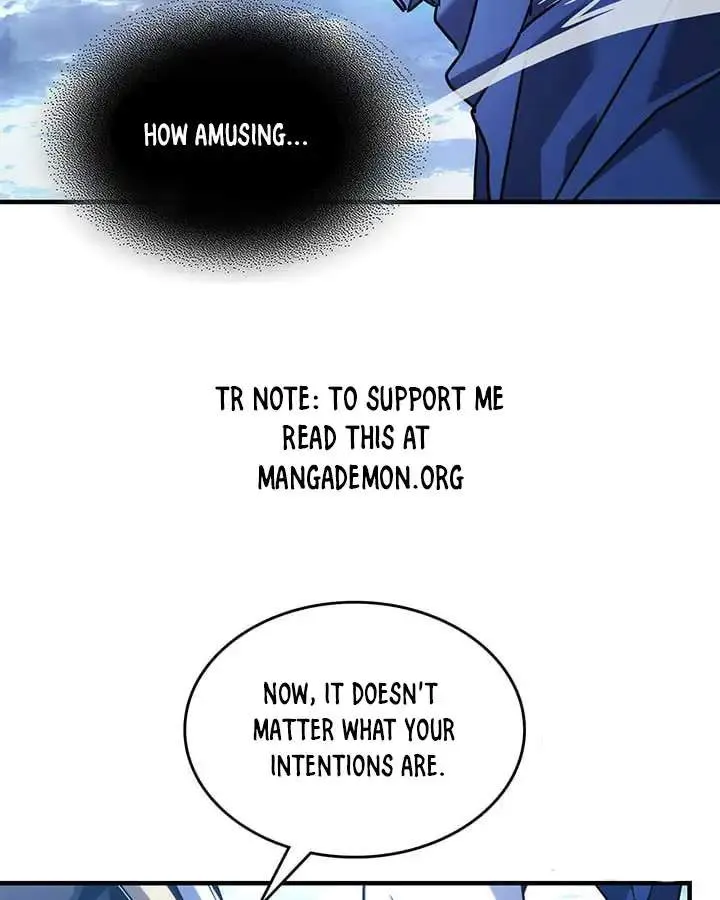 HOW AMUSING...
TR NOTE: TO SUPPORT ME
READ THIS AT
MANGADEMON.ORG
NOW, IT DOESN'T
MATTER WHAT YOUR
INTENTIONS ARE.